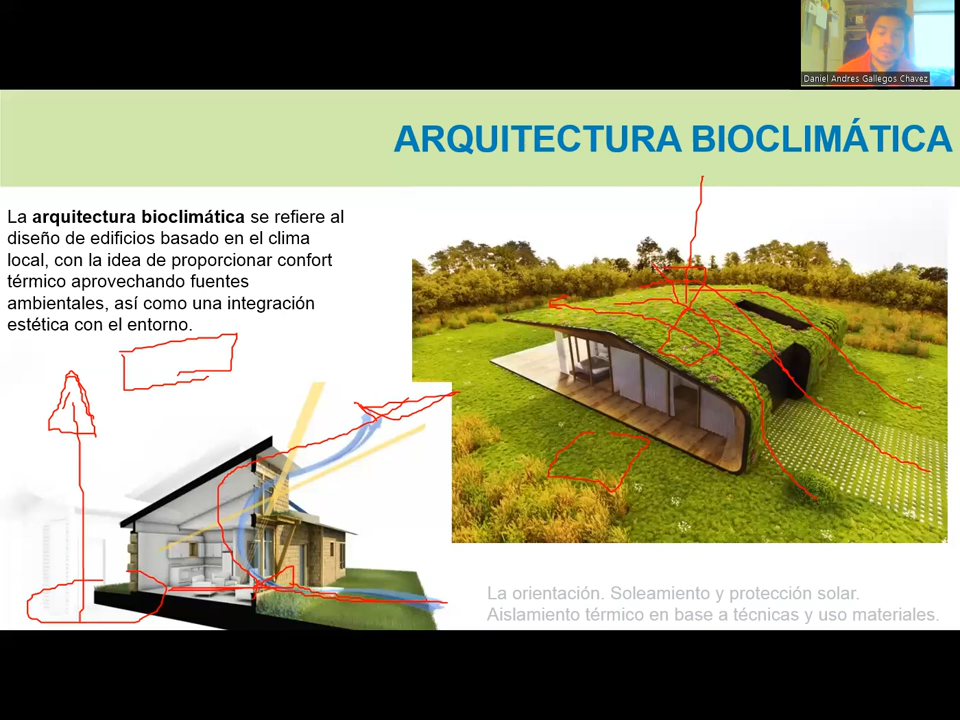 Daniel Andres Gallegos Chavez
ARQUITECTURA BIOCLIMÁTICA
La arquitectura bioclimática se refiere al
diseño de edificios basado en el clima
local, con la idea de proporcionar confort
térmico aprovechando fuentes
ambientales, así como una integración
estética con el entorno.
La orientación. Soleamiento y protección solar.
Aislamiento térmico en base a técnicas y uso materiales.